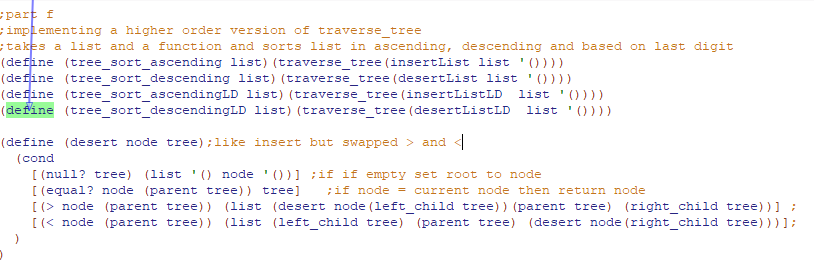 ;part f
;implementing a higher order version of traverse_tree
;takes a list and a function and sorts list in ascending, descending and based on last digit
(define (tree_sort_ascending list)(traverse_tree(insertList list '())))
(define (tree_sort_descending list)(traverse_tree(desertList list '())))
(define (tree_sort_ascendingLD list)(traverse_tree(insertListLD  list '())))
(define (tree_sort_descendingLD list)(traverse_tree(desertListLD  list '())))

(define (desert node tree);like insert but swapped > and <
  (cond
    [(null? tree) (list '() node '())] ;if if empty set root to node
    [(equal? node (parent tree)) tree]   ;if node = current node then return node
    [(> node (parent tree)) (list (desert node(left_child tree))(parent tree) (right_child tree))] ;
    [(< node (parent tree)) (list (left_child tree) (parent tree) (desert node(right_child tree)))];
  )
)